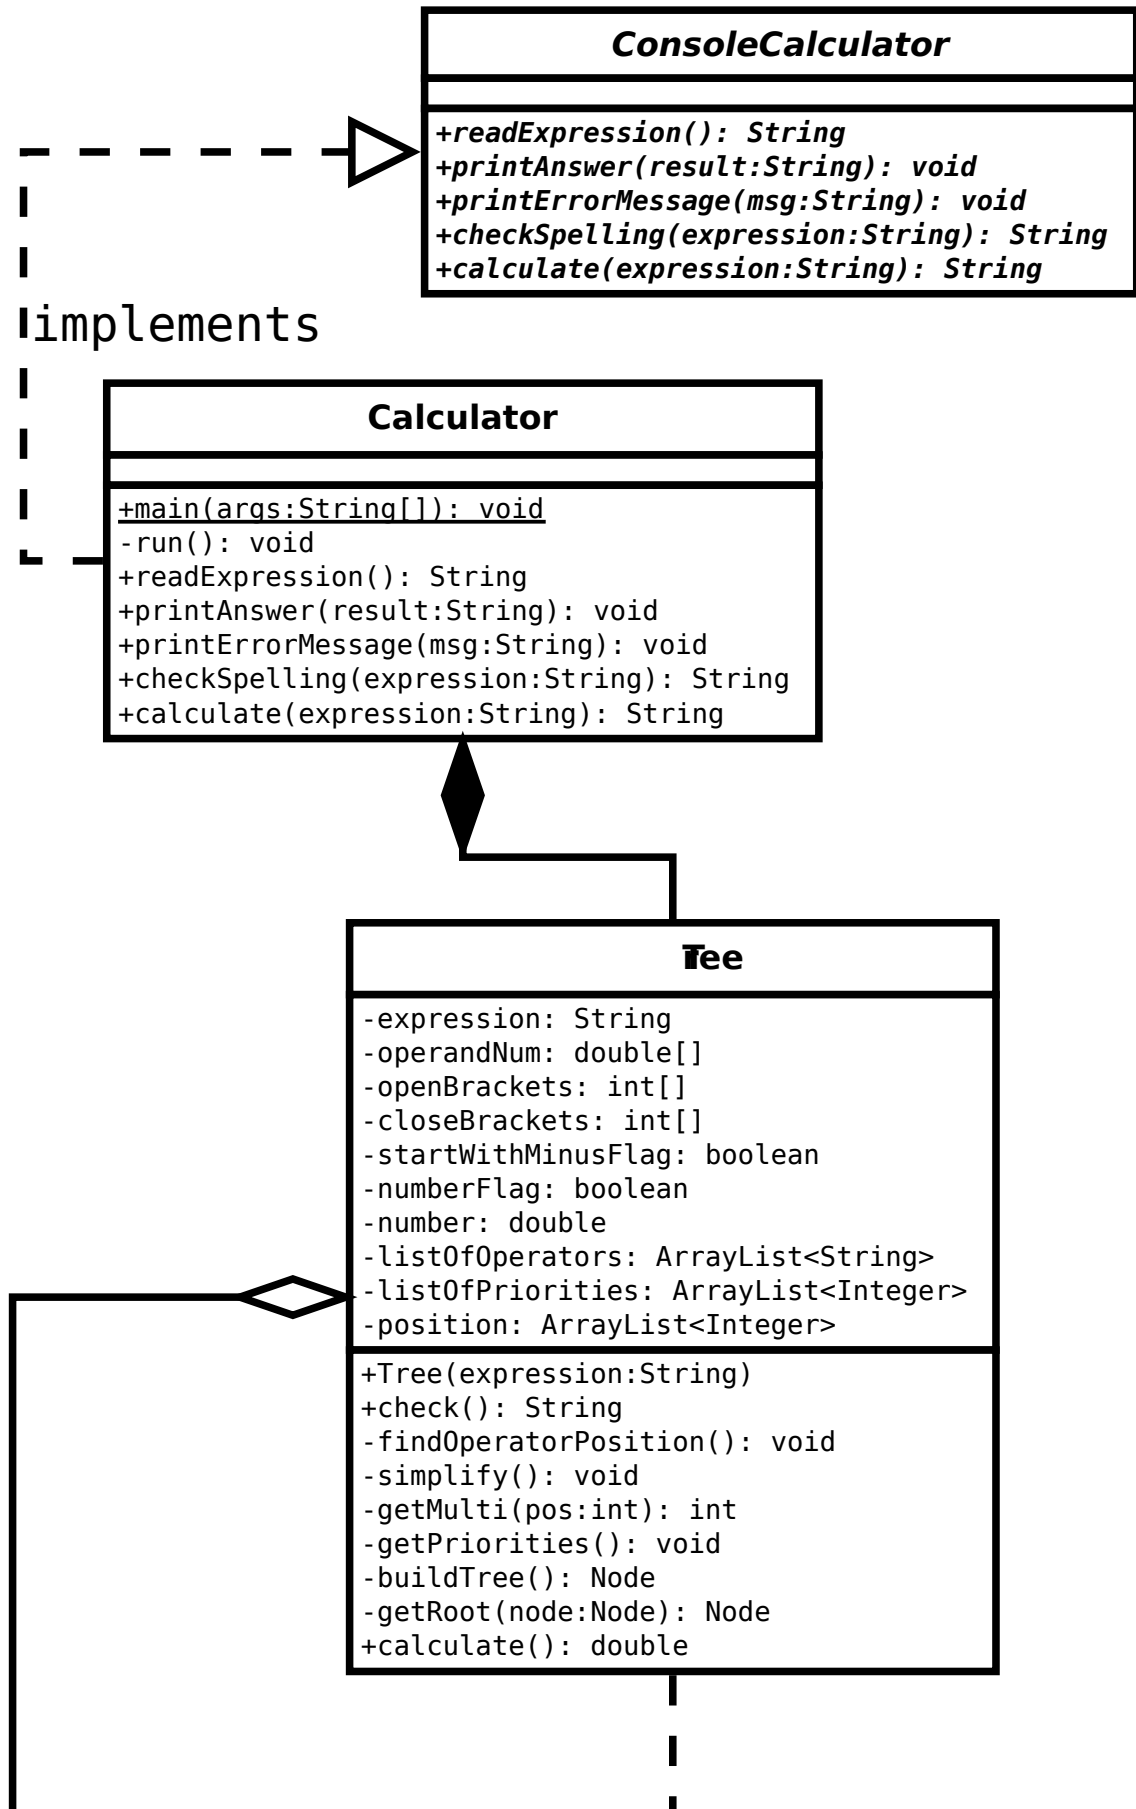 ConsoleCalculator
+readExpression(): String
+printAnswer(result:String): void
+printErrorMessage(msg:String): void
+checkSpelling(expression:String): String
+calculate(expression:String): String
implements
Calculator
+main(args:String[]): void
-run(): void
+readExpression(): String
+printAnswer(result:String): void
+printErrorMessage(msg:String): void
+checkSpelling(expression:String): String
+calculate(expression:String): String
Tree
-expression: String
-operandNum: double[]
-openBrackets: int[]
-closeBrackets: int[]
-startWithMinusFlag: boolean
-numberFlag: boolean
-number: double
-listOfOperators: ArrayList<String>
-listOfPriorities: ArrayList<Integer>
-position: ArrayList<Integer>
+Tree(expression:String)
+check(): String
-findOperatorPosition(): void
-simplify(): void
-getMulti(pos:int): int
-getPriorities(): void
-buildTree(): Node
-getRoot(node:Node): Node
+calculate(): double